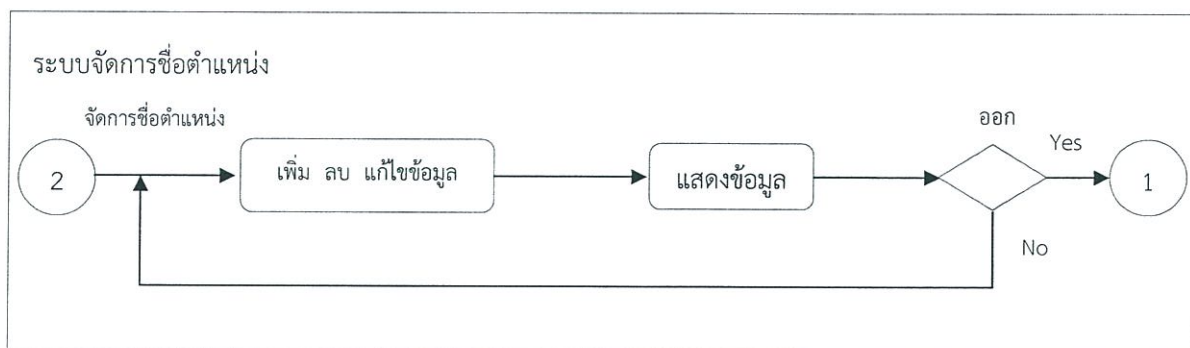 ระบบจัดการชื่อตำแหน่ง
จัดการชื่อตำแหน่ง
ออก
Yes
2
เพิ่ม ลบ แก้ไขข้อมูล
แสดงข้อมูล
1
No